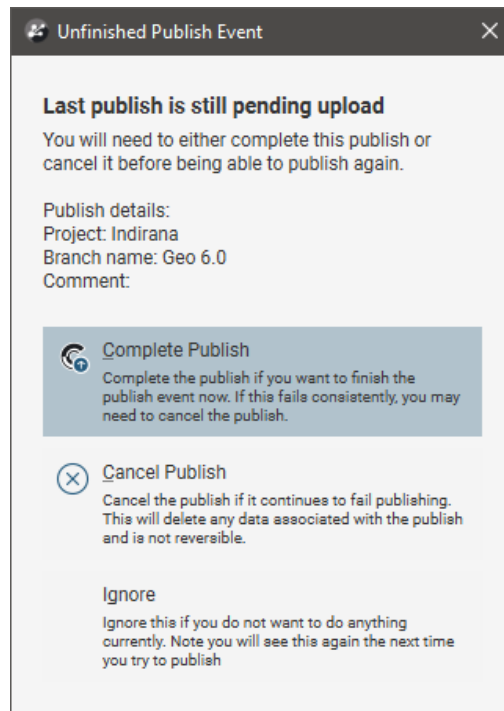 Unfinished Publish Event
Last publish is still pending upload
You will need to either complete this publish or
cancel it before being able to publish again.
Publish details:
Project: Indirana
Branch name: Geo 6.0
Comment:
Complete Publish
Complete the publish if you want to finish the
publish event now. If this fails consistently, you may
need to cancel the publish.
Cancel Publish
Cancel the publish if it continues to fail publishing.
This will delete any data associated with the publish
and is not reversible.
Ignore
Ignore this if you do not want to do anything
currently. Note you will see this again the next time
you try to publish